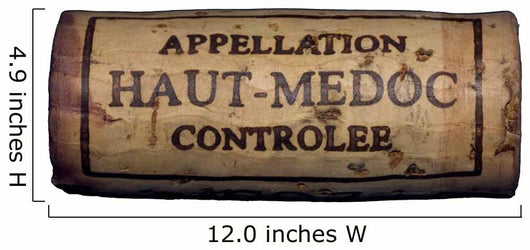 APPELLATION
HAUT-MEDOC
CONTROLEE
4.9 inches H
12.0 inches W